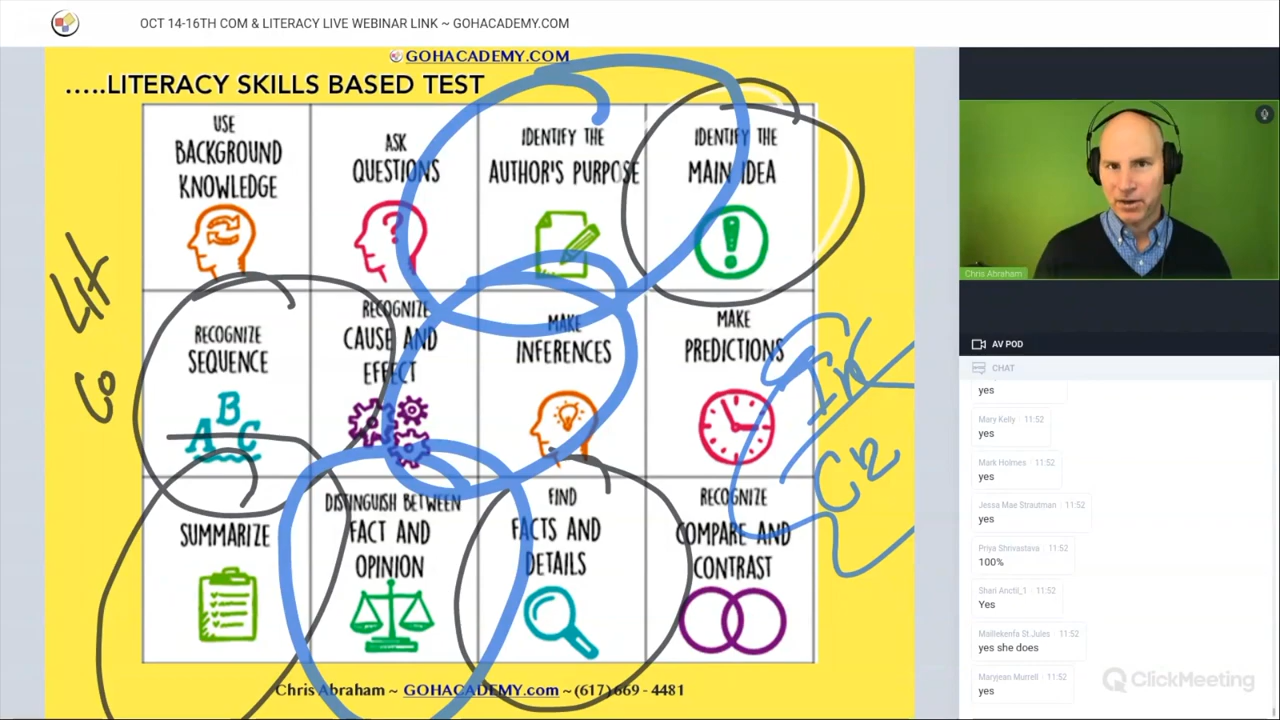 OCT 14-16TH COM & LITERACY LIVE WEBINAR LINK ~ GOHACADEMY.COM
GOHACADEMY.COM
.....LITERACY SKILLS BASED TEST
USE
BACKGROUND
KNOWLEDGE
ASK
QUESTIONS
IDENTIFY THE
AUTHOR'S PURPOSE
IDENTIFY THE
MAIN IDEA
RECOGNIZE
SEQUENCE
A B C
RECOGNIZE
CAUSE AND
EFFECT
MAKE
INFERENCES
MAKE
PREDICTIONS
SUMMARIZE
DISTINGUISH BETWEEN
FACT AND
OPINION
FIND
FACTS AND
DETAILS
RECOGNIZE
COMPARE AND
CONTRAST
Lit
Co
Chris Abraham ~ GOHACADEMY.com ~ (617) 669 - 4481
Chris Abraham
AV POD
CHAT
yes
Mary Kelly 11:52
yes
Mark Holmes 11:52
yes
Jessa Mae Strautman 11:52
yes
Priya Shrivastava 11:52
100%
Shari Anctil_1 11:52
Yes
Maillekenfa St.Jules 11:52
yes she does
Maryjean Murrell 11:52
yes
ClickMeeting